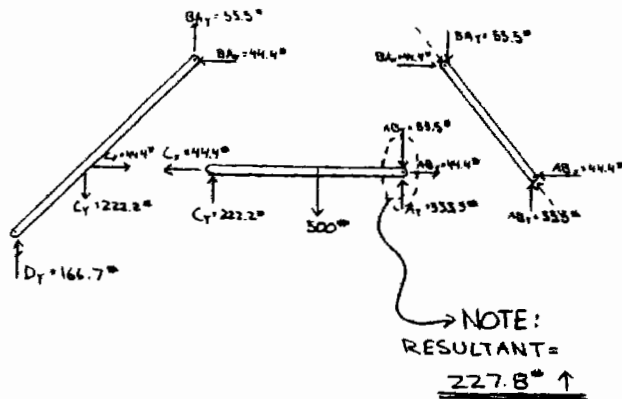 BAY = 55.5#
BAX = 44.4#
CX = 44.4#
CY = 222.2#
DY = 166.7#
CX = 44.4#
CY = 222.2#
500#
AB = 55.5#
ABX = 44.4#
AY = 333.3#
BAY = 55.5#
BAX = 44.4#
ABX = 44.4#
ABY = 55.5
NOTE:
RESULTANT =
227.8# ↑